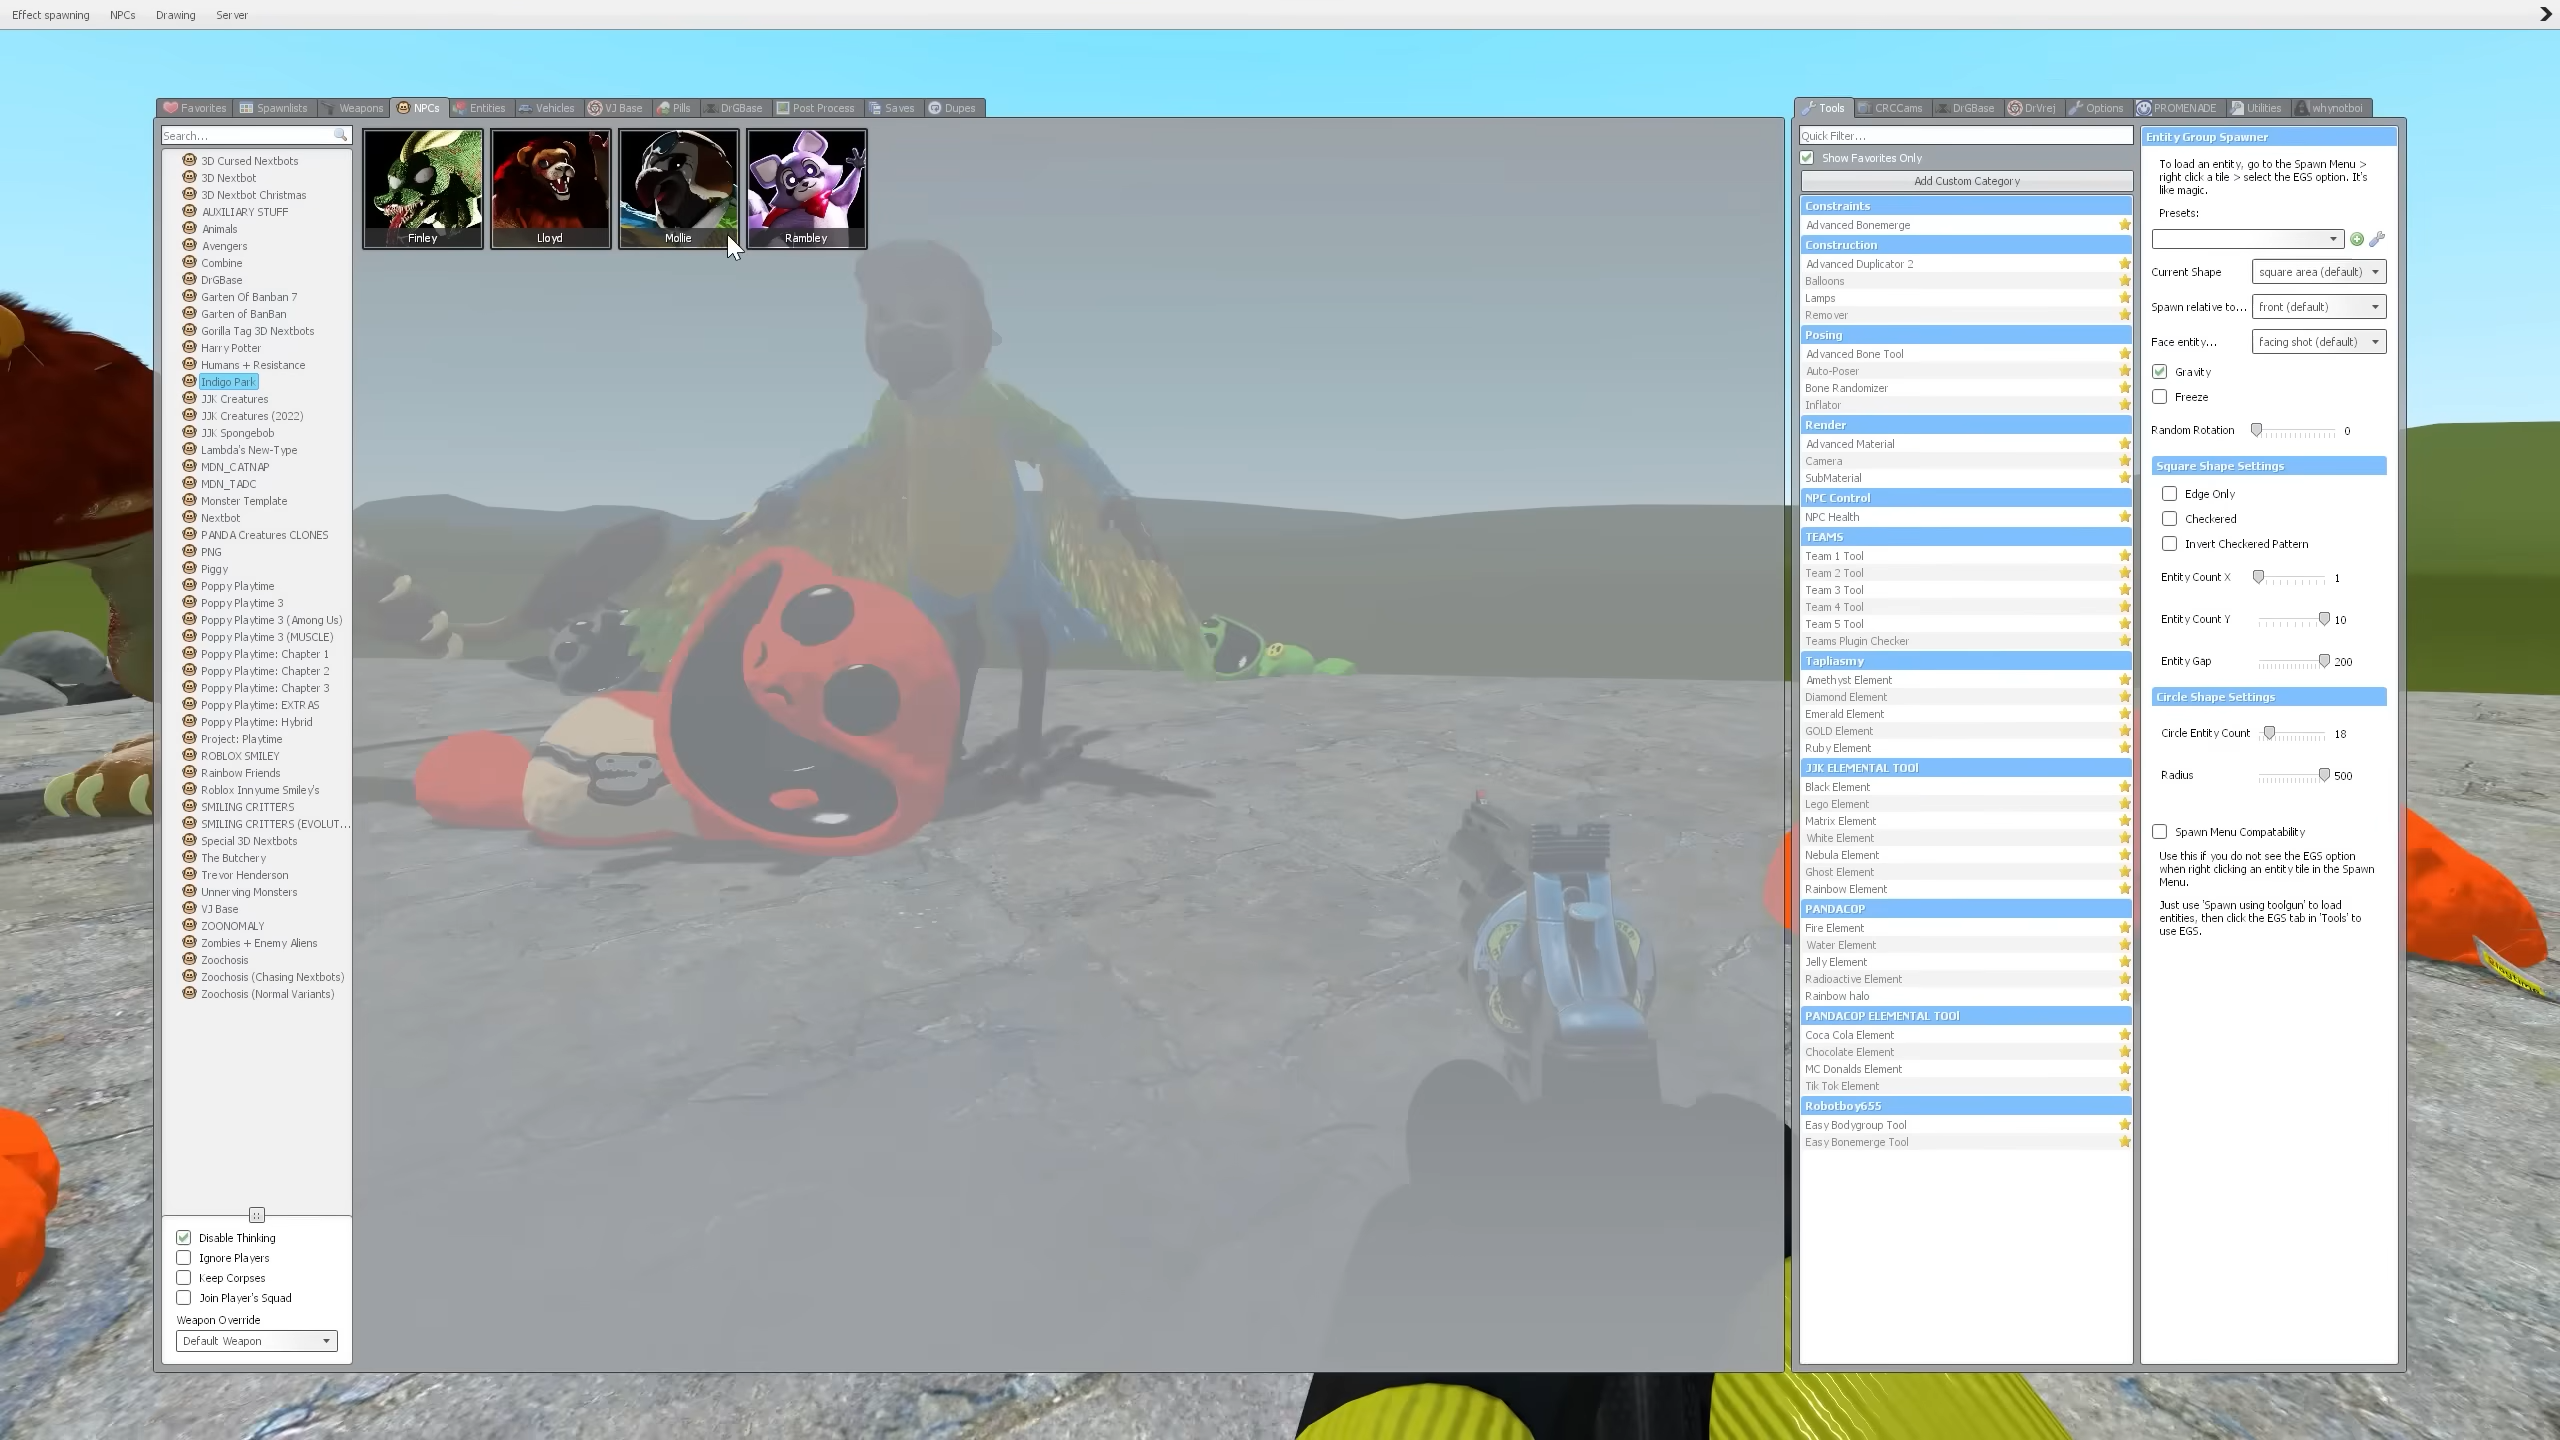 Effect spawning NPCs Drawing Server
Favorites Spawnlists Weapons NPCs Entities Vehicles VJ Base Pills DrGBase Post Process Saves Dupes
Search...
3D Cursed Nextbots
3D Nextbot
3D Nextbot Christmas
AUXILIARY STUFF
Animals
Avengers
Combine
DrGBase
Garten Of Banban 7
Garten of BanBan
Gorilla Tag 3D Nextbots
Harry Potter
Humans + Resistance
Indigo Park
JJK Creatures
JJK Creatures (2022)
JJK Spongebob
Lambda's New-Type
MDN_CATNAP
MDN_TADC
Monster Template
Nextbot
PANDA Creatures CLONES
PNG
Piggy
Poppy Playtime
Poppy Playtime 3
Poppy Playtime 3 (Among Us)
Poppy Playtime 3 (MUSCLE)
Poppy Playtime: Chapter 1
Poppy Playtime: Chapter 2
Poppy Playtime: Chapter 3
Poppy Playtime: EXTRAS
Poppy Playtime: Hybrid
Project: Playtime
ROBLOX SMILEY
Rainbow Friends
Roblox Innyume Smiley's
SMILING CRITTERS
SMILING CRITTERS (EVOLUT...
Special 3D Nextbots
The Butchery
Trevor Henderson
Unnerving Monsters
VJ Base
ZOONOMALY
Zombies + Enemy Aliens
Zoochosis
Zoochosis (Chasing Nextbots)
Zoochosis (Normal Variants)
Disable Thinking
Ignore Players
Keep Corpses
Join Player's Squad
Weapon Override
Default Weapon
Finley Lloyd Mollie Rambley
Tools CRCCams DrGBase DrVrej Options PROMENADE Utilities whynotboi
Quick Filter...
Show Favorites Only
Add Custom Category
Constraints
Advanced Bonemerge
Construction
Advanced Duplicator 2
Balloons
Lamps
Remover
Posing
Advanced Bone Tool
Auto-Poser
Bone Randomizer
Inflator
Render
Advanced Material
Camera
SubMaterial
NPC Control
NPC Health
TEAMS
Team 1 Tool
Team 2 Tool
Team 3 Tool
Team 4 Tool
Team 5 Tool
Teams Plugin Checker
Tapliasmy
Amethyst Element
Diamond Element
Emerald Element
GOLD Element
Ruby Element
JJK ELEMENTAL TOOl
Black Element
Lego Element
Matrix Element
White Element
Nebula Element
Ghost Element
Rainbow Element
PANDACOP
Fire Element
Water Element
Jelly Element
Radioactive Element
Rainbow halo
PANDACOP ELEMENTAL TOOl
Coca Cola Element
Chocolate Element
MC Donalds Element
Tik Tok Element
Robotboy655
Easy Bodygroup Tool
Easy Bonemerge Tool
Entity Group Spawner
To load an entity, go to the Spawn Menu >
right click a tile > select the EGS option. It's
like magic.
Presets:
Current Shape square area (default)
Spawn relative to... front (default)
Face entity... facing shot (default)
Gravity
Freeze
Random Rotation 0
Square Shape Settings
Edge Only
Checkered
Invert Checkered Pattern
Entity Count X 1
Entity Count Y 10
Entity Gap 200
Circle Shape Settings
Circle Entity Count 18
Radius 500
Spawn Menu Compatability
Use this if you do not see the EGS option
when right clicking an entity tile in the Spawn
Menu.
Just use 'Spawn using toolgun' to load
entities, then click the EGS tab in 'Tools' to
use EGS.